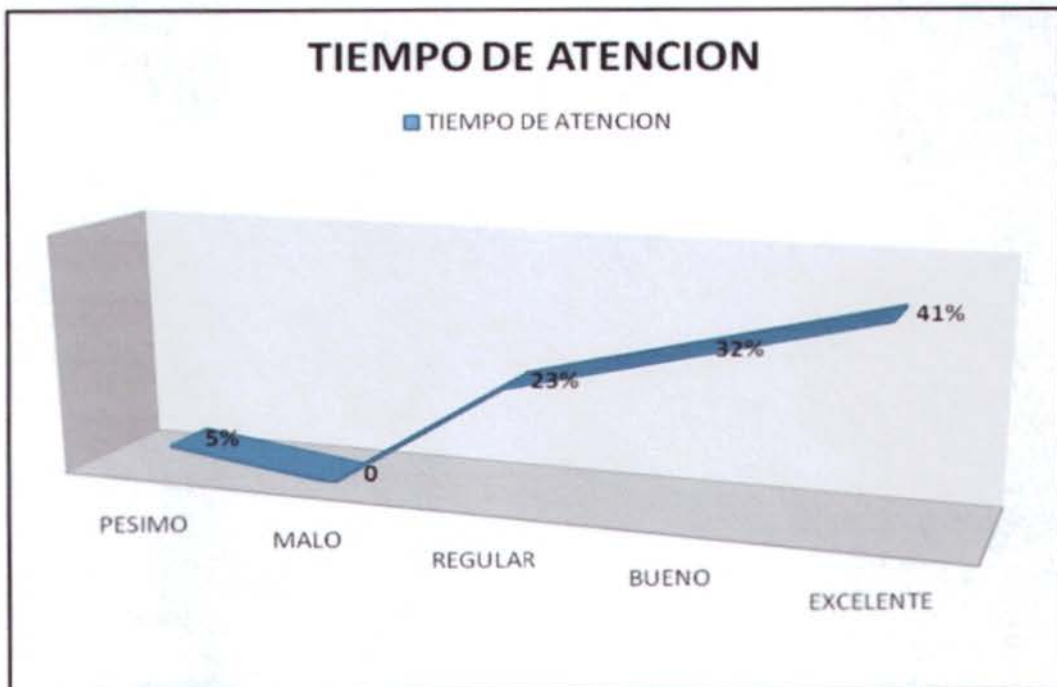 TIEMPO DE ATENCION
TIEMPO DE ATENCION
41%
32%
23%
5%
0
PESIMO
MALO
REGULAR
BUENO
EXCELENTE